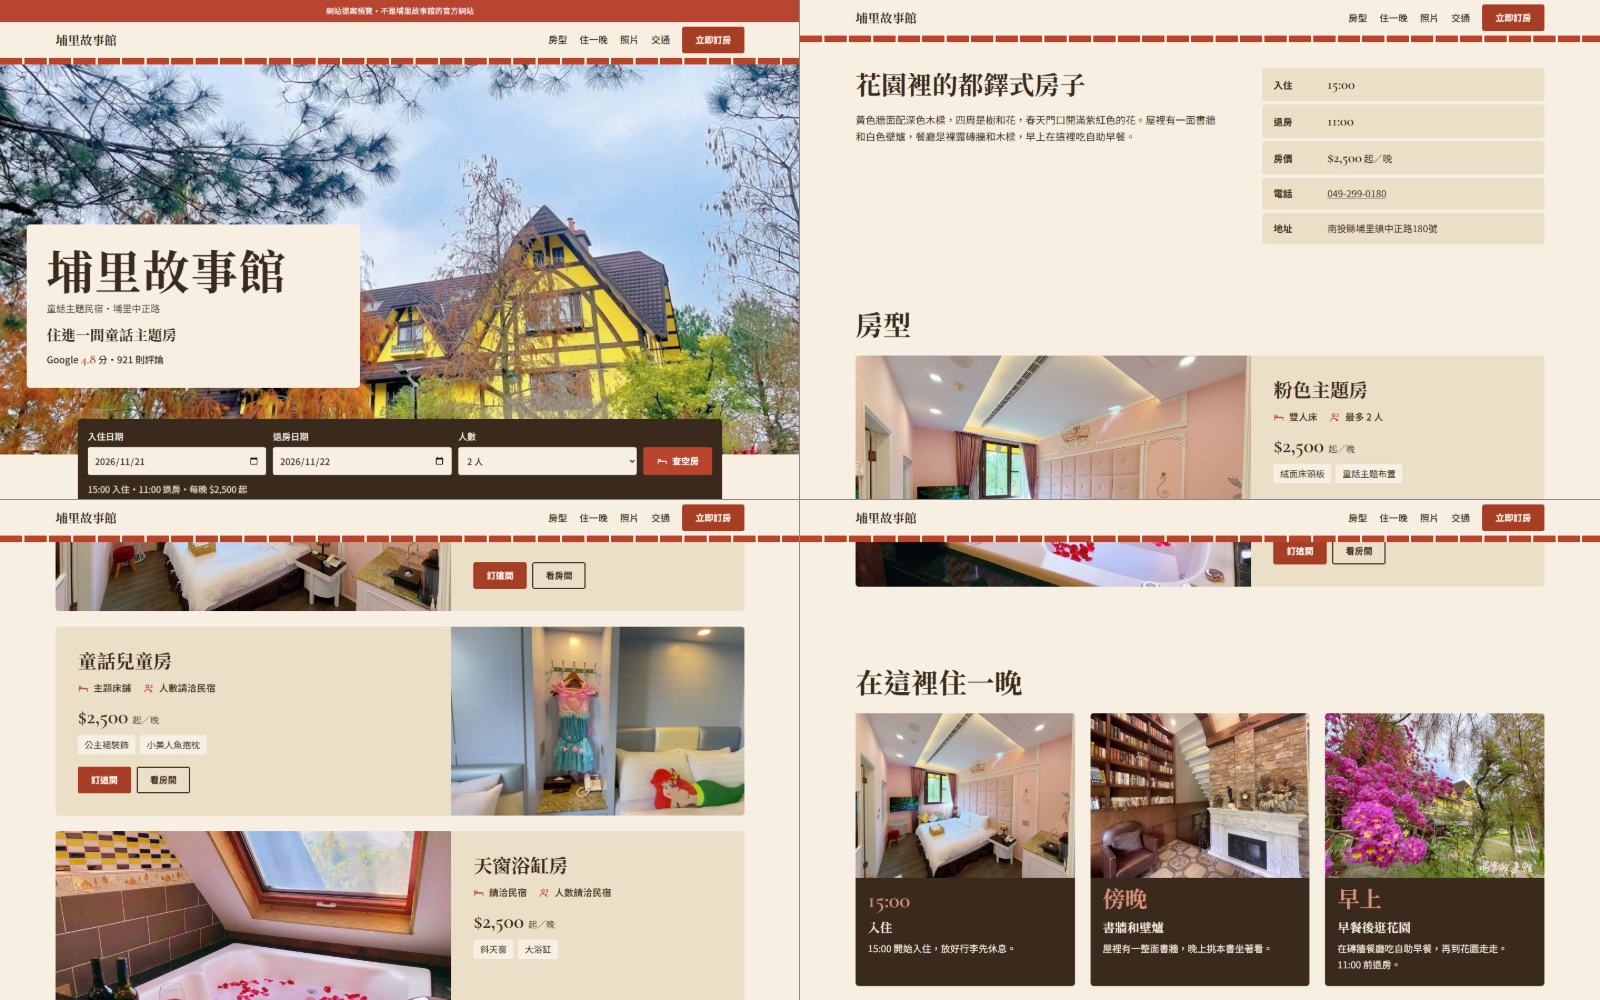 網站提案預覽・不是埔里故事館的官方網站
埔里故事館
房型 住一晚 照片 交通 立即訂房
埔里故事館
童話主題民宿・埔里中正路
住進一間童話主題房
Google 4.8 分・921 則評論
入住日期 退房日期 人數
2026/11/21 2026/11/22 2 人 查空房
15:00 入住・11:00 退房・每晚 $2,500 起
埔里故事館
房型 住一晚 照片 交通 立即訂房
花園裡的都鐸式房子
黃色牆面配深色木樑,四周是樹和花,春天門口開滿紫紅色的花。屋裡有一面書牆
和白色壁爐,餐廳是裸露磚牆和木樑,早上在這裡吃自助早餐。
入住 15:00
退房 11:00
房價 $2,500 起/晚
電話 049-299-0180
地址 南投縣埔里鎮中正路180號
房型
粉色主題房
雙人床 最多 2 人
$2,500 起/晚
絨面床頭板 童話主題布置
埔里故事館
房型 住一晚 照片 交通 立即訂房
訂這間 看房間
童話兒童房
主題床舖 人數請洽民宿
$2,500 起/晚
公主裙裝飾 小美人魚抱枕
訂這間 看房間
天窗浴缸房
請洽民宿 人數請洽民宿
$2,500 起/晚
斜天窗 大浴缸
埔里故事館
房型 住一晚 照片 交通 立即訂房
訂這間 看房間
在這裡住一晚
15:00
入住
15:00 開始入住,放好行李先休息。
傍晚
書牆和壁爐
屋裡有一整面書牆,晚上挑本書坐著看。
早上
早餐後逛花園
在磚牆餐廳吃自助早餐,再到花園走走。
11:00 前退房。